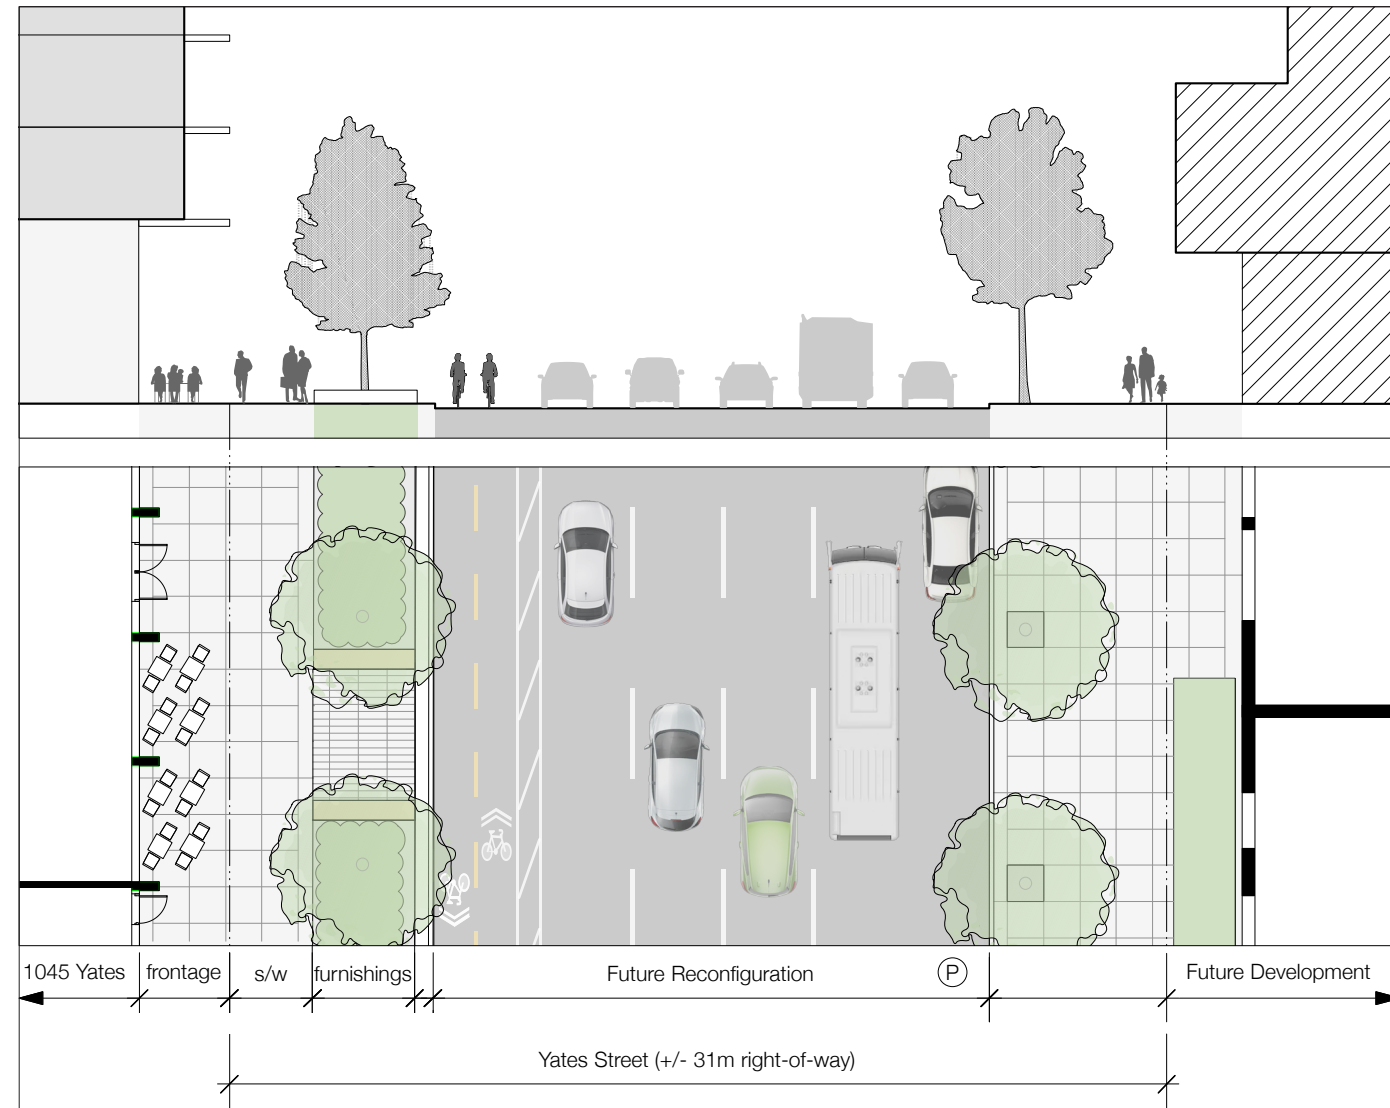 1045 Yates
frontage
s/w
furnishings
Future Reconfiguration
P
Future Development
Yates Street (+/- 31m right-of-way)